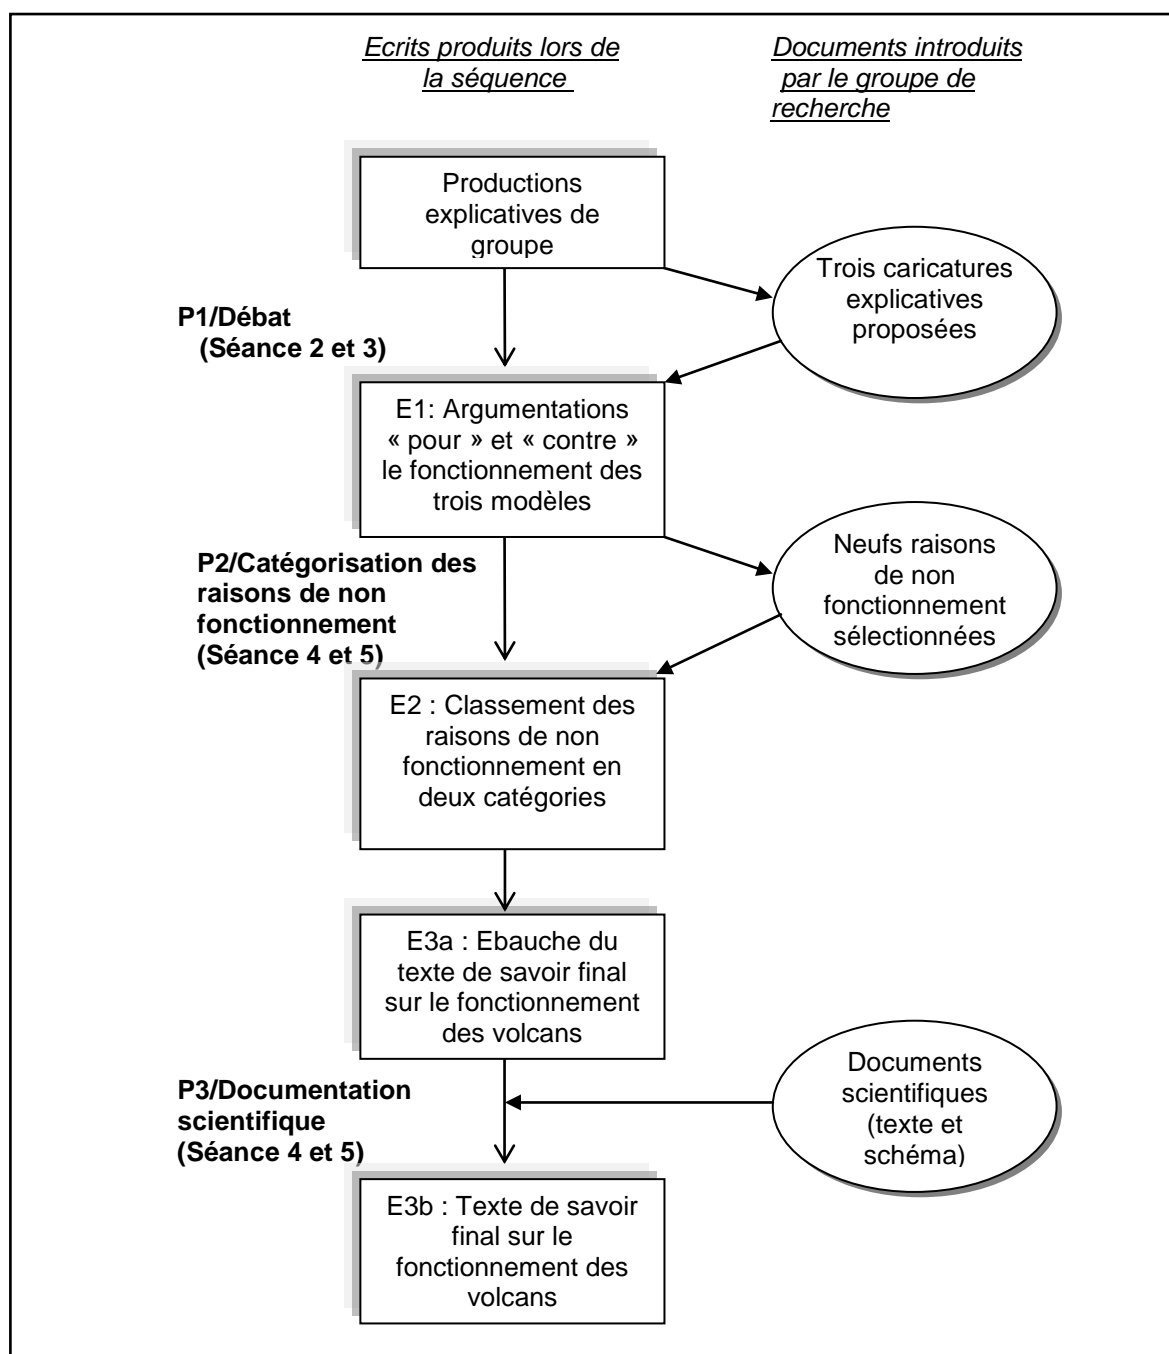 Ecrits produits lors de
la séquence
Documents introduits
par le groupe de
recherche
Productions
explicatives de
groupe
Trois caricatures
explicatives
proposées
P1/Débat
(Séance 2 et 3)
E1: Argumentations
« pour » et « contre »
le fonctionnement des
trois modèles
Neufs raisons
de non
fonctionnement
sélectionnées
P2/Catégorisation des
raisons de non
fonctionnement
(Séance 4 et 5)
E2 : Classement des
raisons de non
fonctionnement en
deux catégories
E3a : Ebauche du
texte de savoir final
sur le fonctionnement
des volcans
Documents
scientifiques
(texte et
schéma)
P3/Documentation
scientifique
(Séance 4 et 5)
E3b : Texte de savoir
final sur le
fonctionnement des
volcans